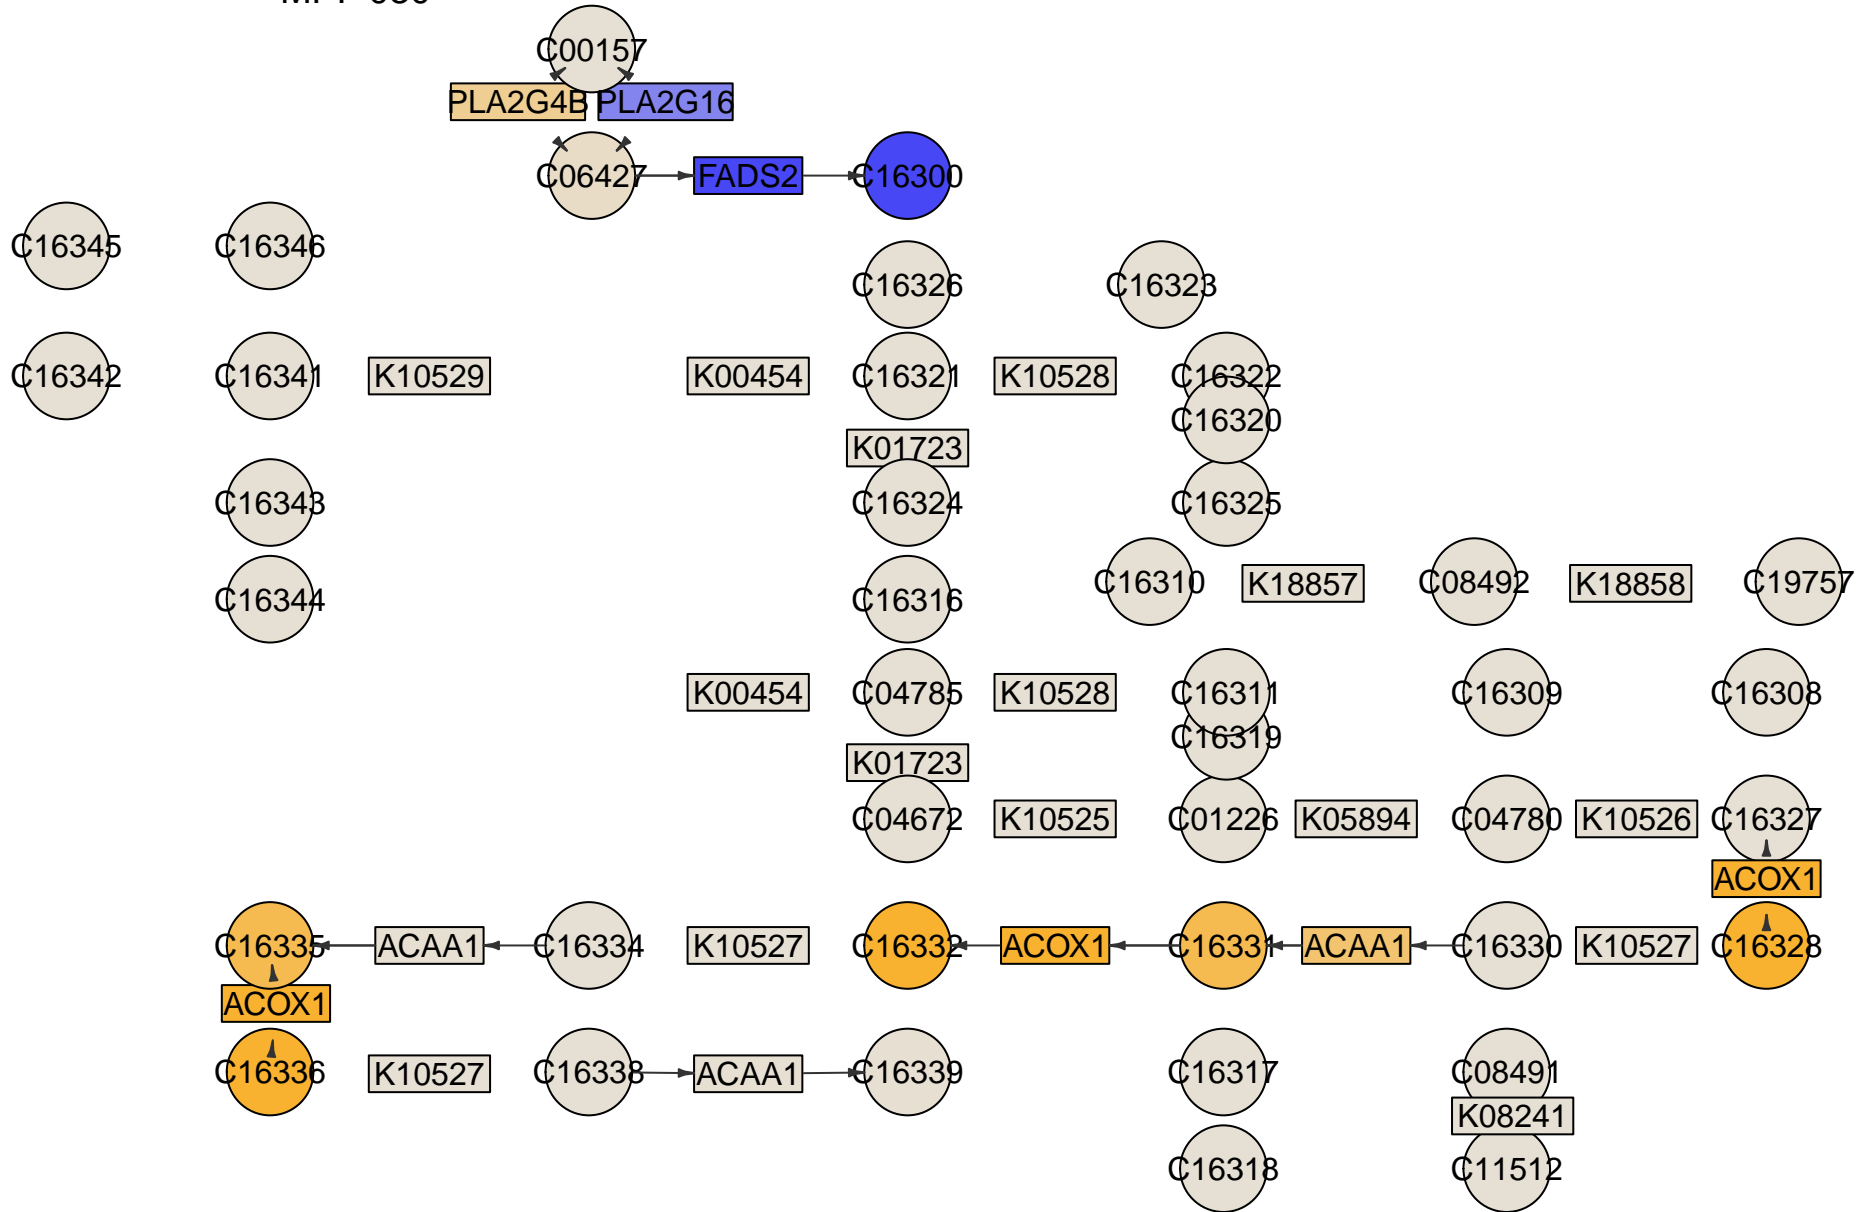 C00157
PLA2G4B PLA2G16
C06427 FADS2 C16300
C16345 C16346
C16326 C16323
C16342 C16341 K10529 K00454 C16321 K10528 C16322
C16320
K01723
C16343 C16324 C16325
C16310 K18857 C08492 K18858 C19757
C16344 C16316
K00454 C04785 K10528 C16311 C16309 C16308
C16319
K01723
C04672 K10525 C01226 K05894 C04780 K10526 C16327
ACOX1
C16335 ACAA1 C16334 K10527 C16332 ACOX1 C16331 ACAA1 C16330 K10527 C16328
ACOX1
C16336 K10527 C16338 ACAA1 C16339 C16317 C08491
K08241
C16318 C11512